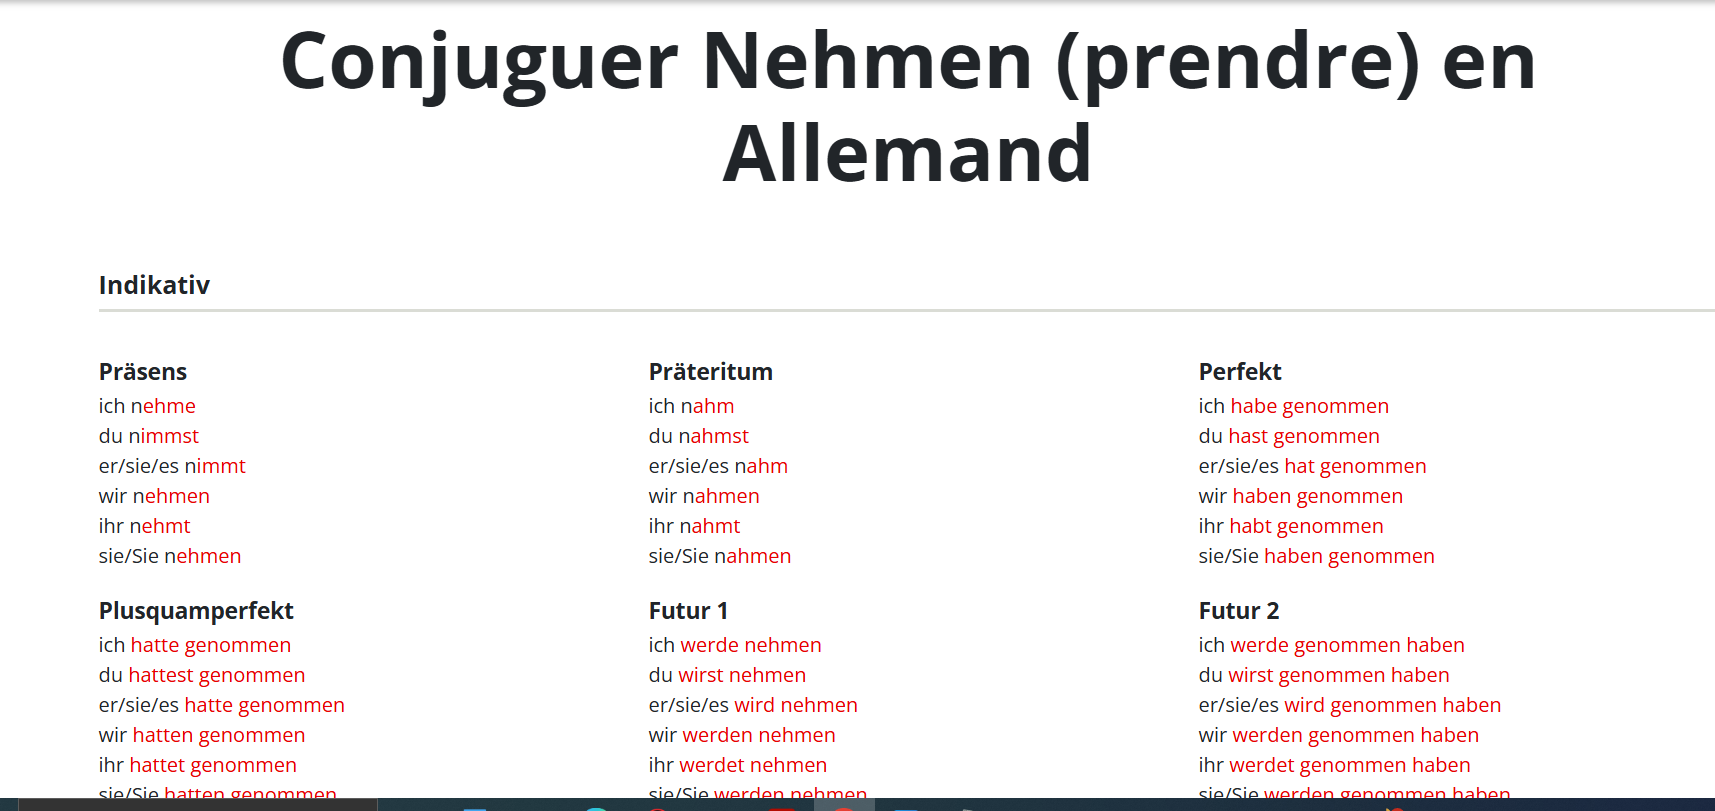 Conjuguer Nehmen (prendre) en
Allemand
Indikativ
Präsens
ich nehme
du nimmst
er/sie/es nimmt
wir nehmen
ihr nehmt
sie/Sie nehmen
Präteritum
ich nahm
du nahmst
er/sie/es nahm
wir nahmen
ihr nahmt
sie/Sie nahmen
Perfekt
ich habe genommen
du hast genommen
er/sie/es hat genommen
wir haben genommen
ihr habt genommen
sie/Sie haben genommen
Plusquamperfekt
ich hatte genommen
du hattest genommen
er/sie/es hatte genommen
wir hatten genommen
ihr hattet genommen
sie/Sie hatten genommen
Futur 1
ich werde nehmen
du wirst nehmen
er/sie/es wird nehmen
wir werden nehmen
ihr werdet nehmen
sie/Sie werden nehmen
Futur 2
ich werde genommen haben
du wirst genommen haben
er/sie/es wird genommen haben
wir werden genommen haben
ihr werdet genommen haben
sie/Sie werden genommen haben